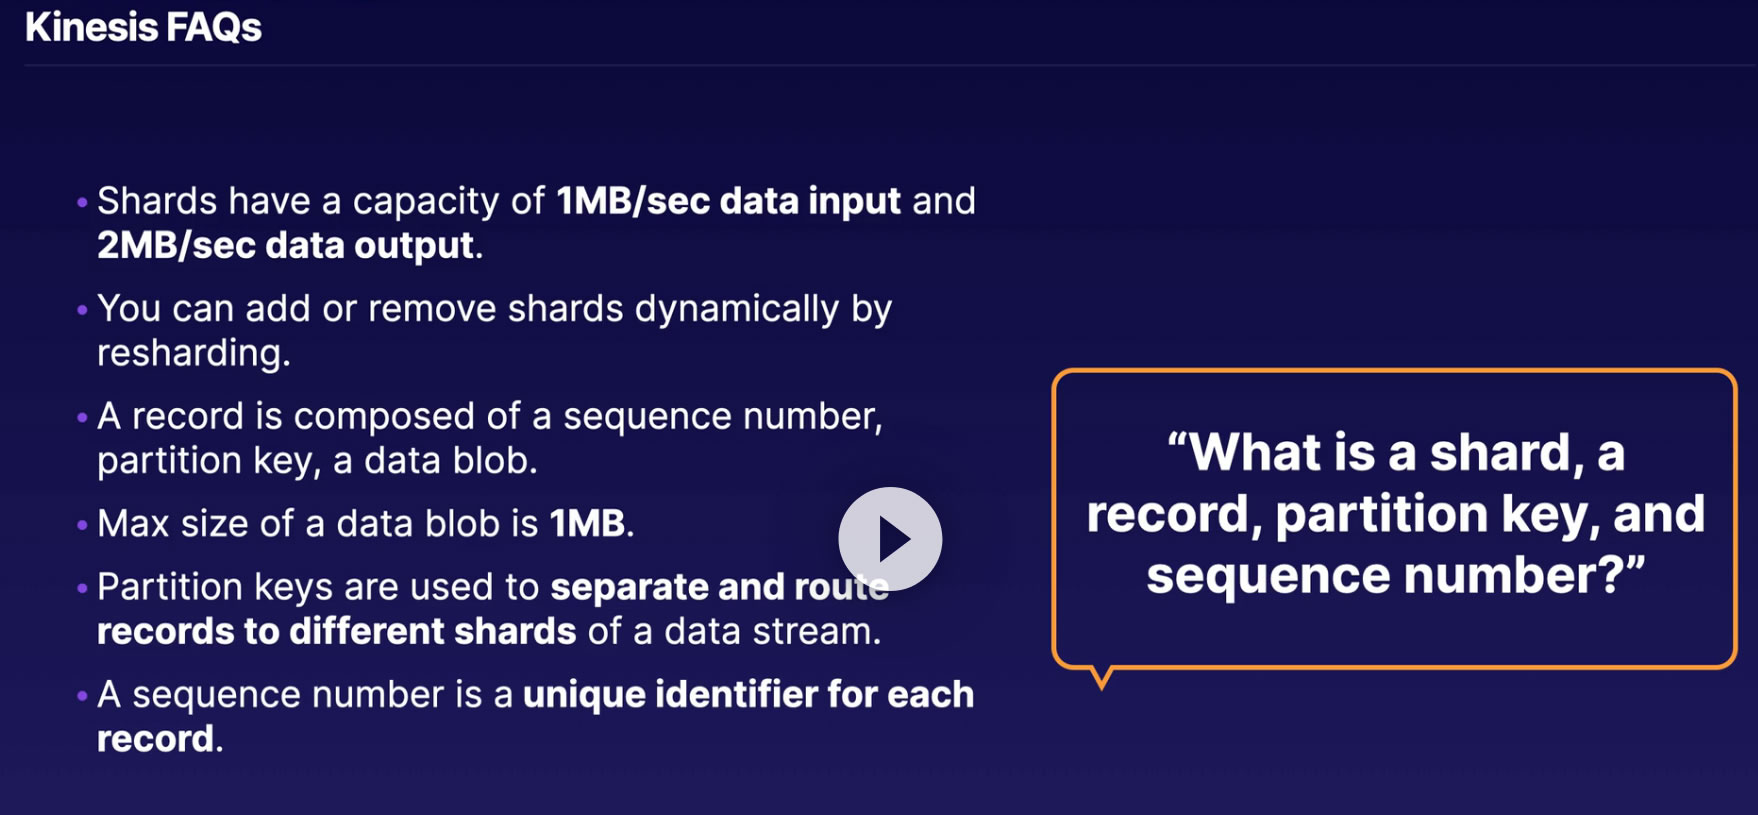 Kinesis FAQs
• Shards have a capacity of 1MB/sec data input and
2MB/sec data output.
• You can add or remove shards dynamically by
resharding.
• A record is composed of a sequence number,
partition key, a data blob.
• Max size of a data blob is 1MB.
• Partition keys are used to separate and route
records to different shards of a data stream.
• A sequence number is a unique identifier for each
record.
“What is a shard, a
record, partition key, and
sequence number?”